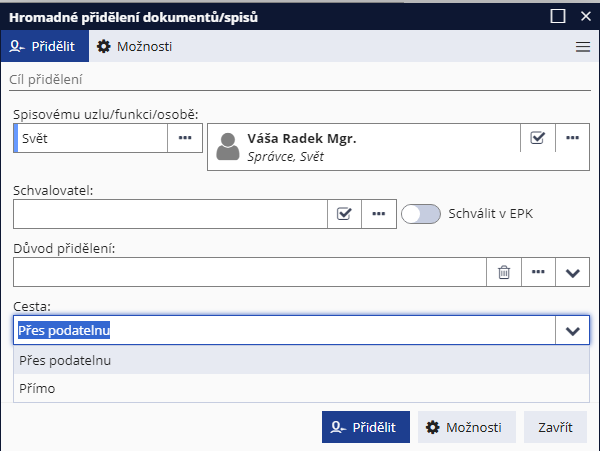 Hromadné přidělení dokumentů/spisů
Přidělit Možnosti
Cíl přidělení
Spisovému uzlu/funkci/osobě:
Svět
Váša Radek Mgr.
Správce, Svět
Schvalovatel:
Schválit v EPK
Důvod přidělení:
Cesta:
Přes podatelnu
Přes podatelnu
Přímo
Přidělit Možnosti Zavřít